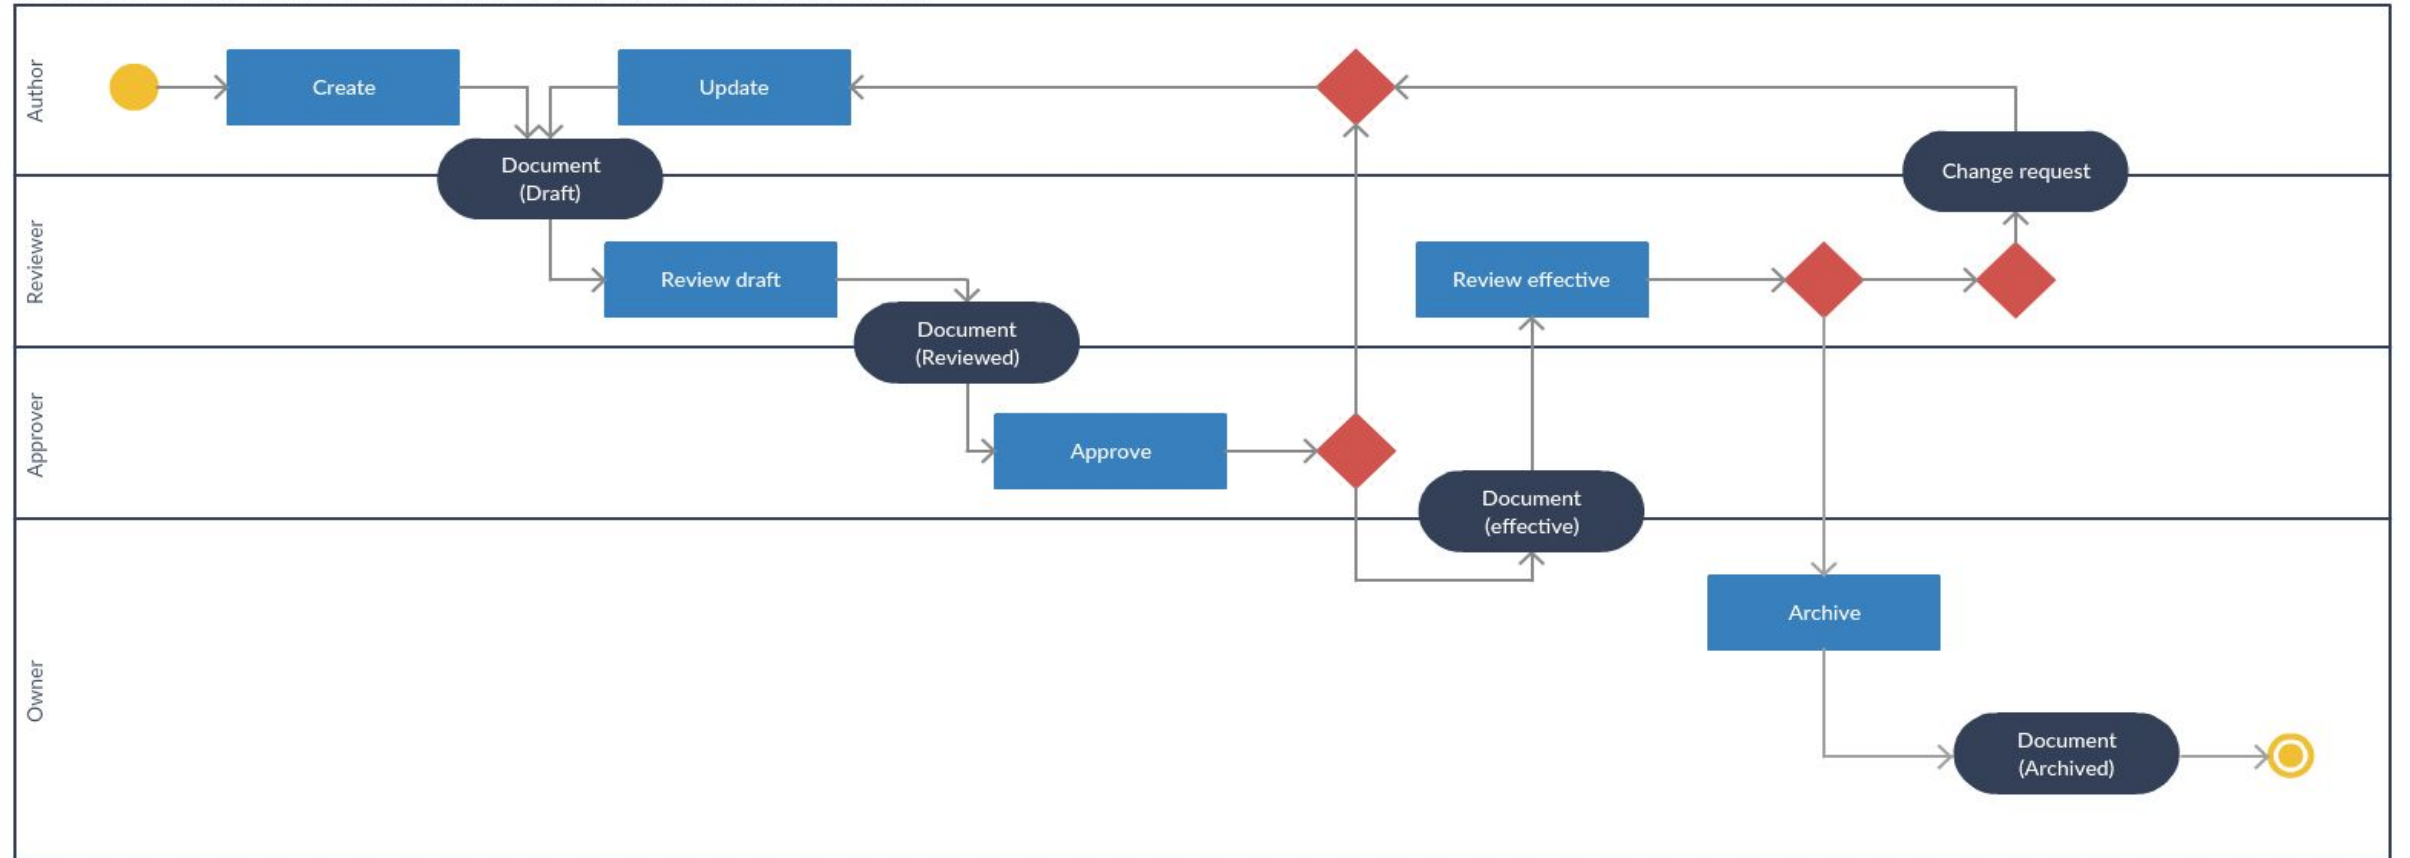 Author
Create
Update
Document
(Draft)
Change request
Reviewer
Review draft
Review effective
Document
(Reviewed)
Approver
Approve
Document
(effective)
Owner
Archive
Document
(Archived)